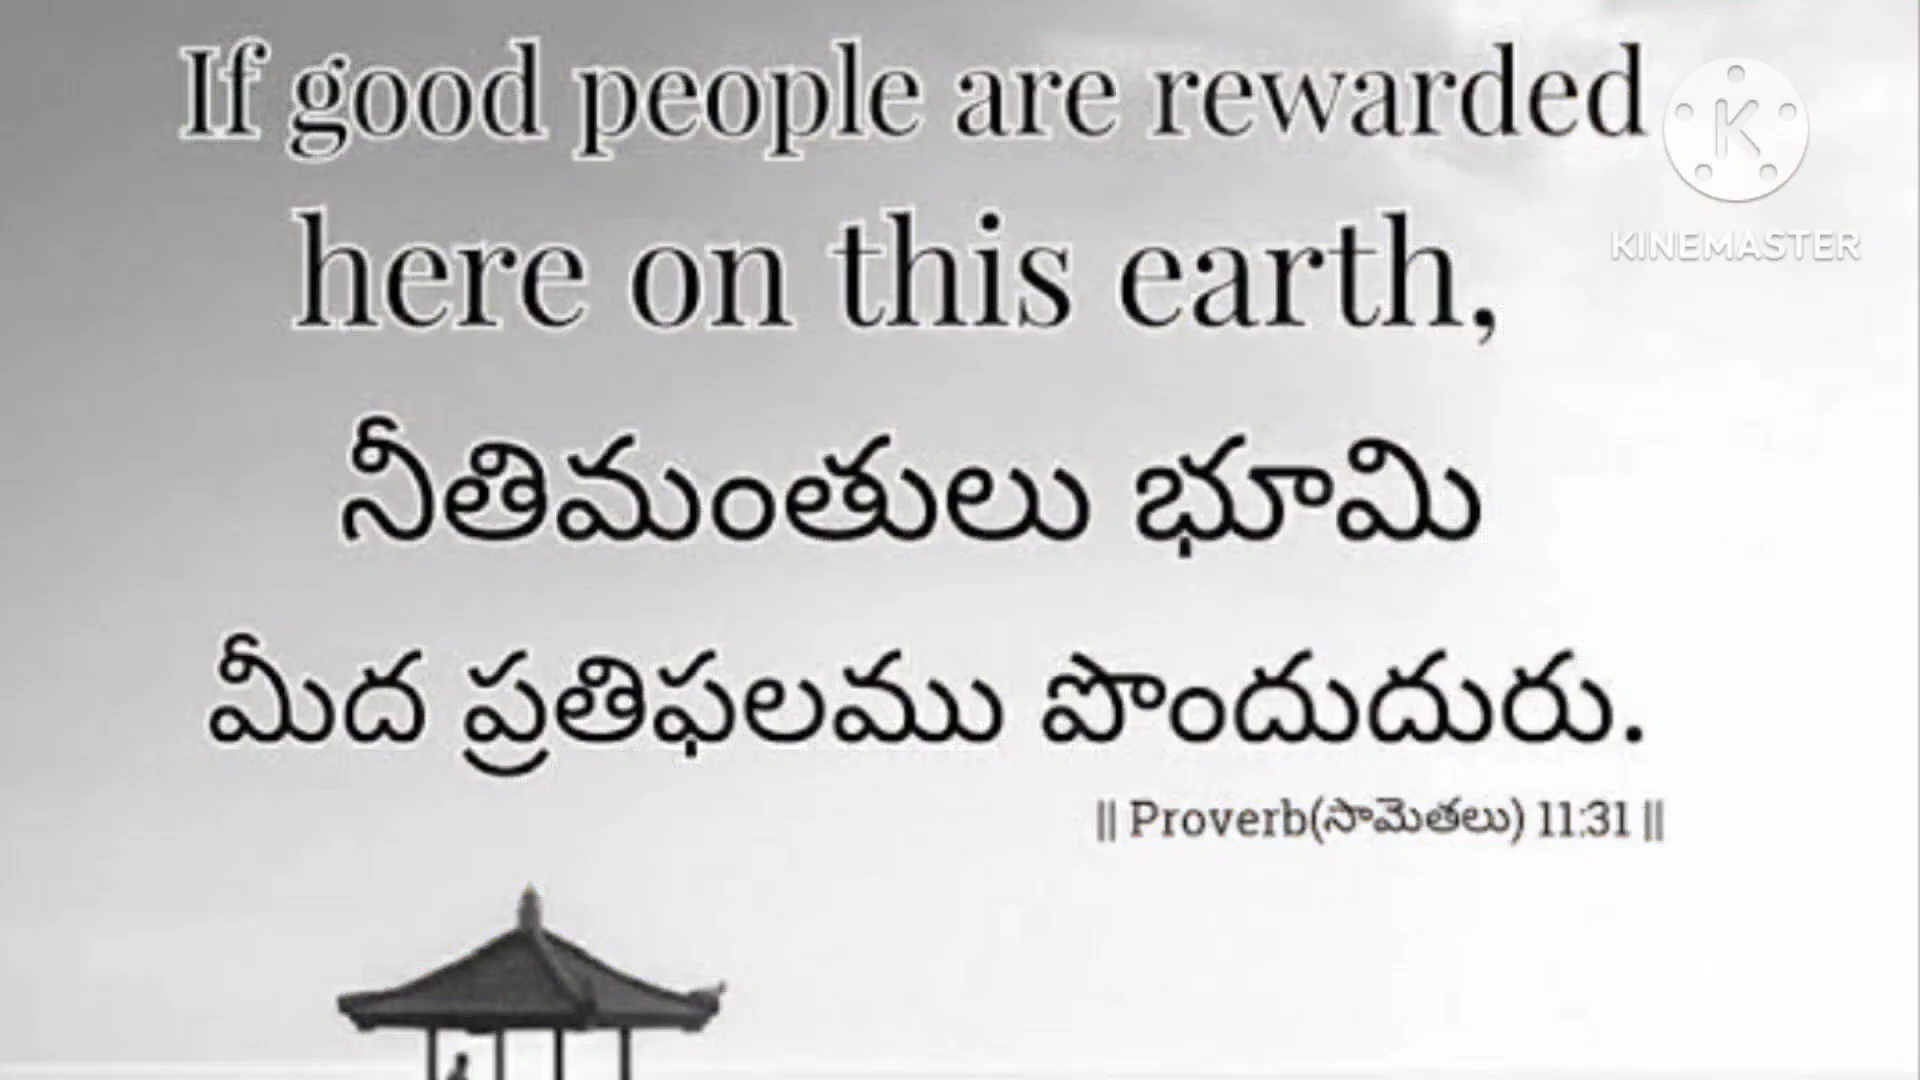 If good people are rewarded
here on this earth,
నీతిమంతులు భూమి
మీద ప్రతిఫలము పొందుదురు.
|| Proverb(సామెతలు) 11:31 ||
K
KINEMASTER